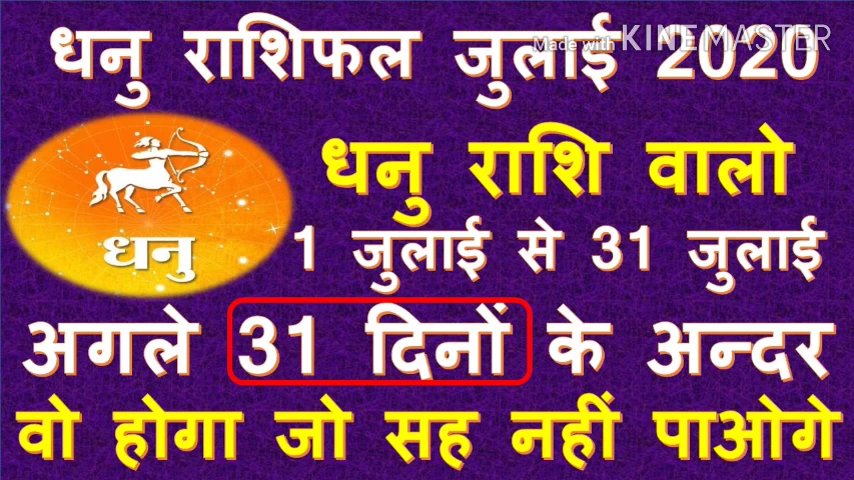 धनु राशिफल जुलाई 2020
Made with KINEMASTER
धनु राशि वालो
धनु
1 जुलाई से 31 जुलाई
अगले 31 दिनों के अन्दर
वो होगा जो सह नहीं पाओगे